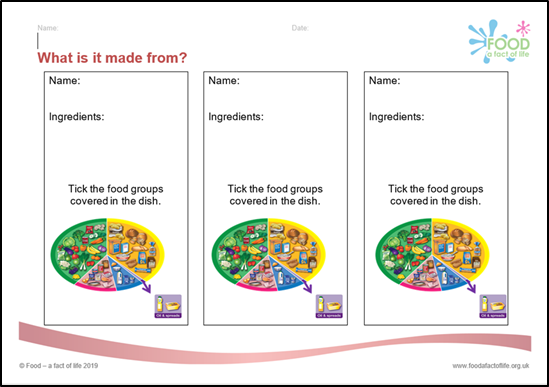 Name:
Date:
FOOD
a fact of life
What is it made from?
Name:
Ingredients:
Tick the food groups
covered in the dish.
Oil & spreads
Name:
Ingredients:
Tick the food groups
covered in the dish.
Oil & spreads
Name:
Ingredients:
Tick the food groups
covered in the dish.
Oil & spreads
© Food – a fact of life 2019
www.foodafactoflife.org.uk